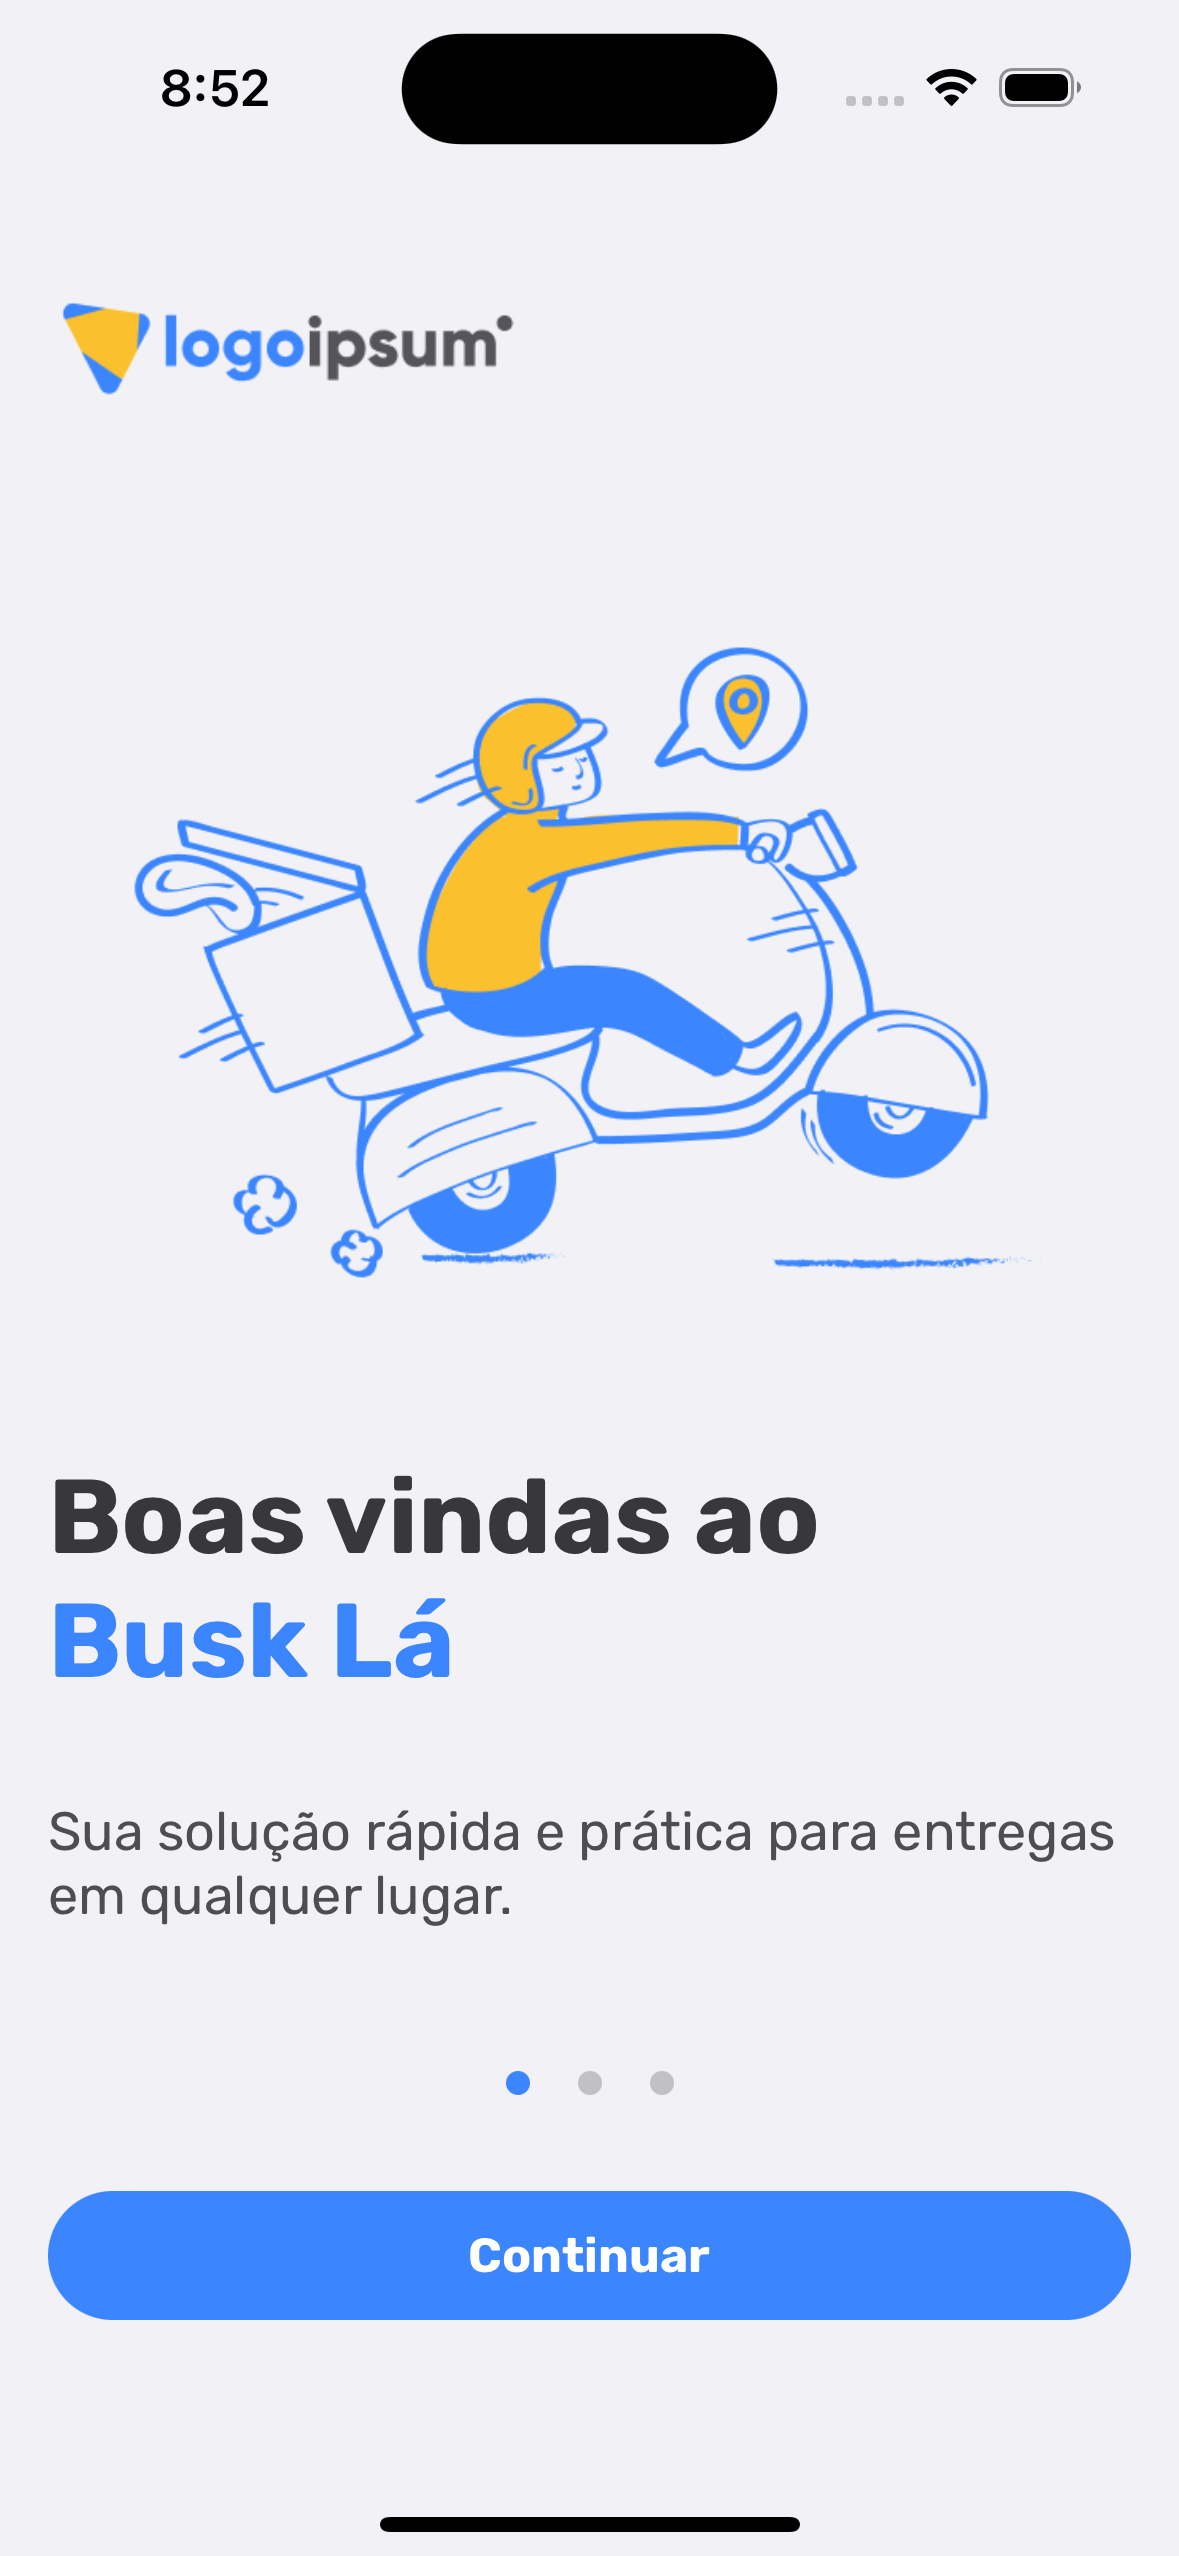 8:52
logoipsum
Boas vindas ao
Busk Lá
Sua solução rápida e prática para entregas
em qualquer lugar.
Continuar